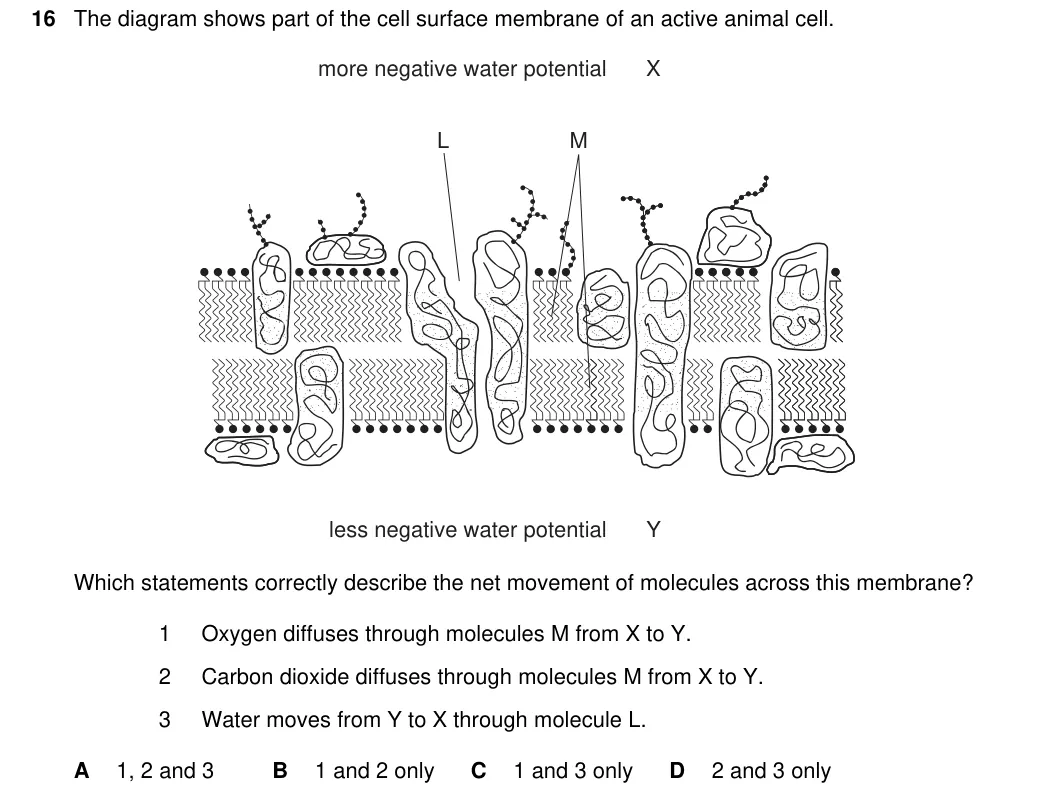 16 The diagram shows part of the cell surface membrane of an active animal cell.
more negative water potential X
L M
less negative water potential Y
Which statements correctly describe the net movement of molecules across this membrane?
1 Oxygen diffuses through molecules M from X to Y.
2 Carbon dioxide diffuses through molecules M from X to Y.
3 Water moves from Y to X through molecule L.
A 1, 2 and 3 B 1 and 2 only C 1 and 3 only D 2 and 3 only